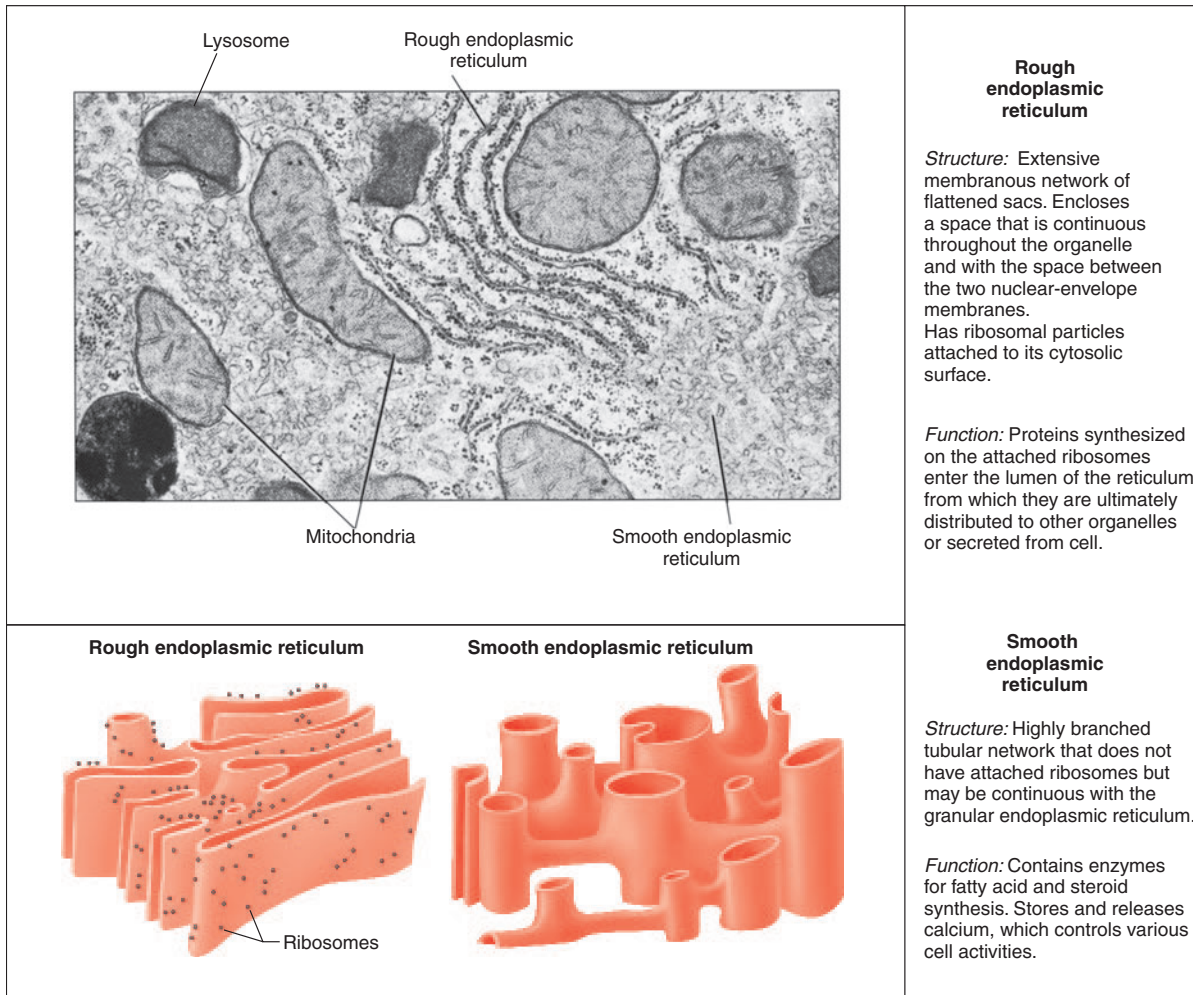 Lysosome
Rough endoplasmic
reticulum
Mitochondria
Smooth endoplasmic
reticulum
Rough
endoplasmic
reticulum
Structure: Extensive
membranous network of
flattened sacs. Encloses
a space that is continuous
throughout the organelle
and with the space between
the two nuclear-envelope
membranes.
Has ribosomal particles
attached to its cytosolic
surface.
Function: Proteins synthesized
on the attached ribosomes
enter the lumen of the reticulum
from which they are ultimately
distributed to other organelles
or secreted from cell.
Rough endoplasmic reticulum
Smooth endoplasmic reticulum
Ribosomes
Smooth
endoplasmic
reticulum
Structure: Highly branched
tubular network that does not
have attached ribosomes but
may be continuous with the
granular endoplasmic reticulum.
Function: Contains enzymes
for fatty acid and steroid
synthesis. Stores and releases
calcium, which controls various
cell activities.